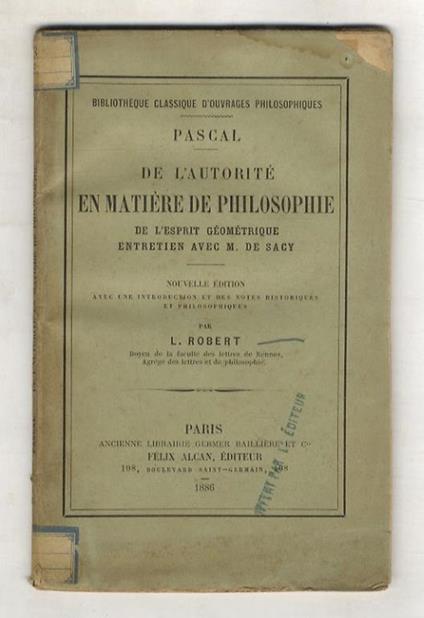 BIBLIOTHÈQUE CLASSIQUE D'OUVRAGES PHILOSOPHIQUES
PASCAL
DE L'AUTORITÉ
EN MATIÈRE DE PHILOSOPHIE
DE L'ESPRIT GÉOMÉTRIQUE
ENTRETIEN AVEC M. DE SACY
NOUVELLE ÉDITION
AVEC UNE INTRODUCTION ET DES NOTES HISTORIQUES
ET PHILOSOPHIQUES
PAR
L. ROBERT
Doyen de la faculté des lettres de Rennes,
Agrégé des lettres et de philosophie.
PARIS
ANCIENNE LIBRAIRIE GERMER BAILLIÈRE ET Cie
FÉLIX ALCAN, ÉDITEUR
108, BOULEVARD SAINT-GERMAIN, 108
1886
PAR L'ÉDITEUR